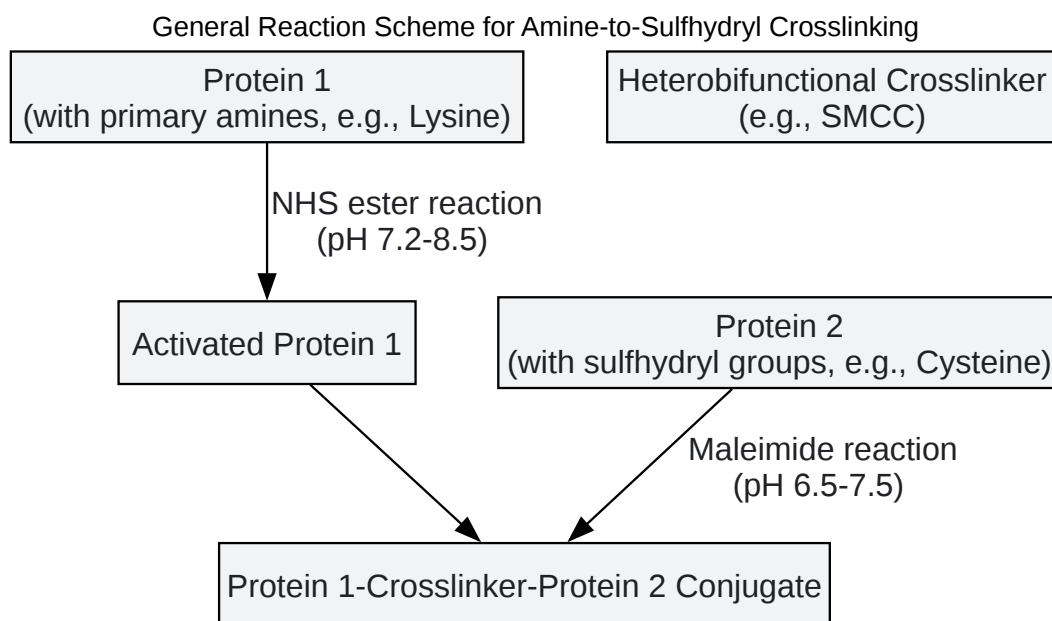 General Reaction Scheme for Amine-to-Sulfhydryl Crosslinking
Protein 1
(with primary amines, e.g., Lysine)
Heterobifunctional Crosslinker
(e.g., SMCC)
NHS ester reaction
(pH 7.2-8.5)
Activated Protein 1
Protein 2
(with sulfhydryl groups, e.g., Cysteine)
Maleimide reaction
(pH 6.5-7.5)
Protein 1-Crosslinker-Protein 2 Conjugate